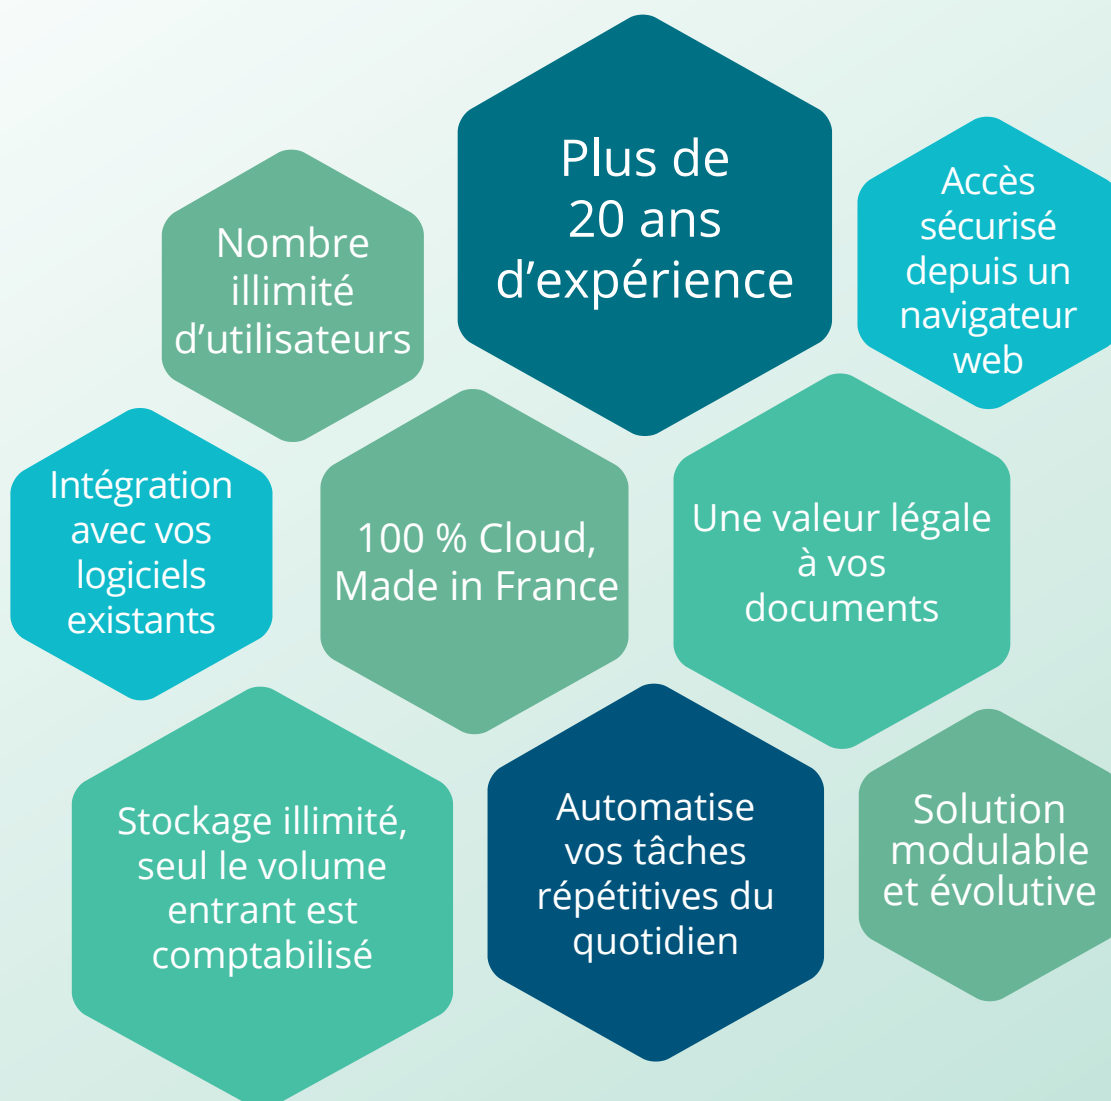 Plus de
20 ans
d’expérience
Nombre
illimité
d’utilisateurs
Accès
sécurisé
depuis un
navigateur
web
Intégration
avec vos
logiciels
existants
100 % Cloud,
Made in France
Une valeur légale
à vos
documents
Stockage illimité,
seul le volume
entrant est
comptabilisé
Automatise
vos tâches
répétitives du
quotidien
Solution
modulable
et évolutive